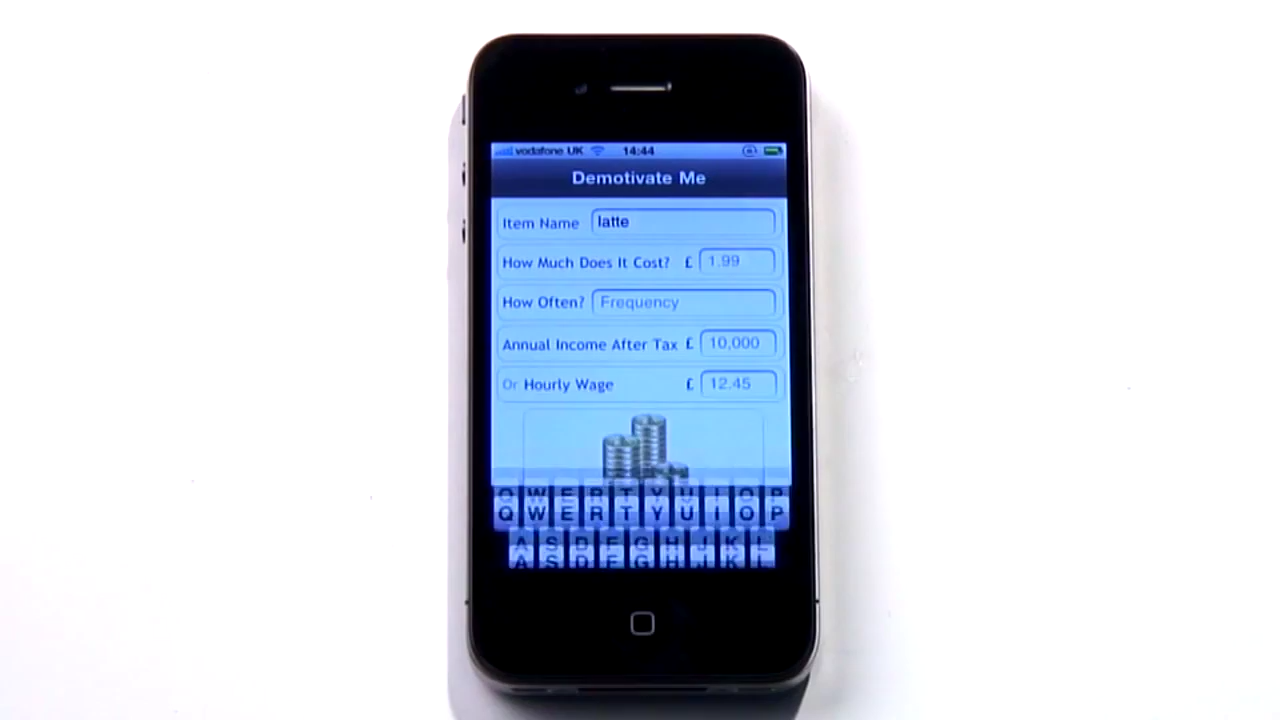 vodafone UK 14:44
Demotivate Me
Item Name latte
How Much Does It Cost? £ 1.99
How Often? Frequency
Annual Income After Tax £ 10,000
Or Hourly Wage £ 12.45
Q W E R T Y U I O P
Q W E R T Y U I O P
A S D F G H J K L
A S D F G H J K L